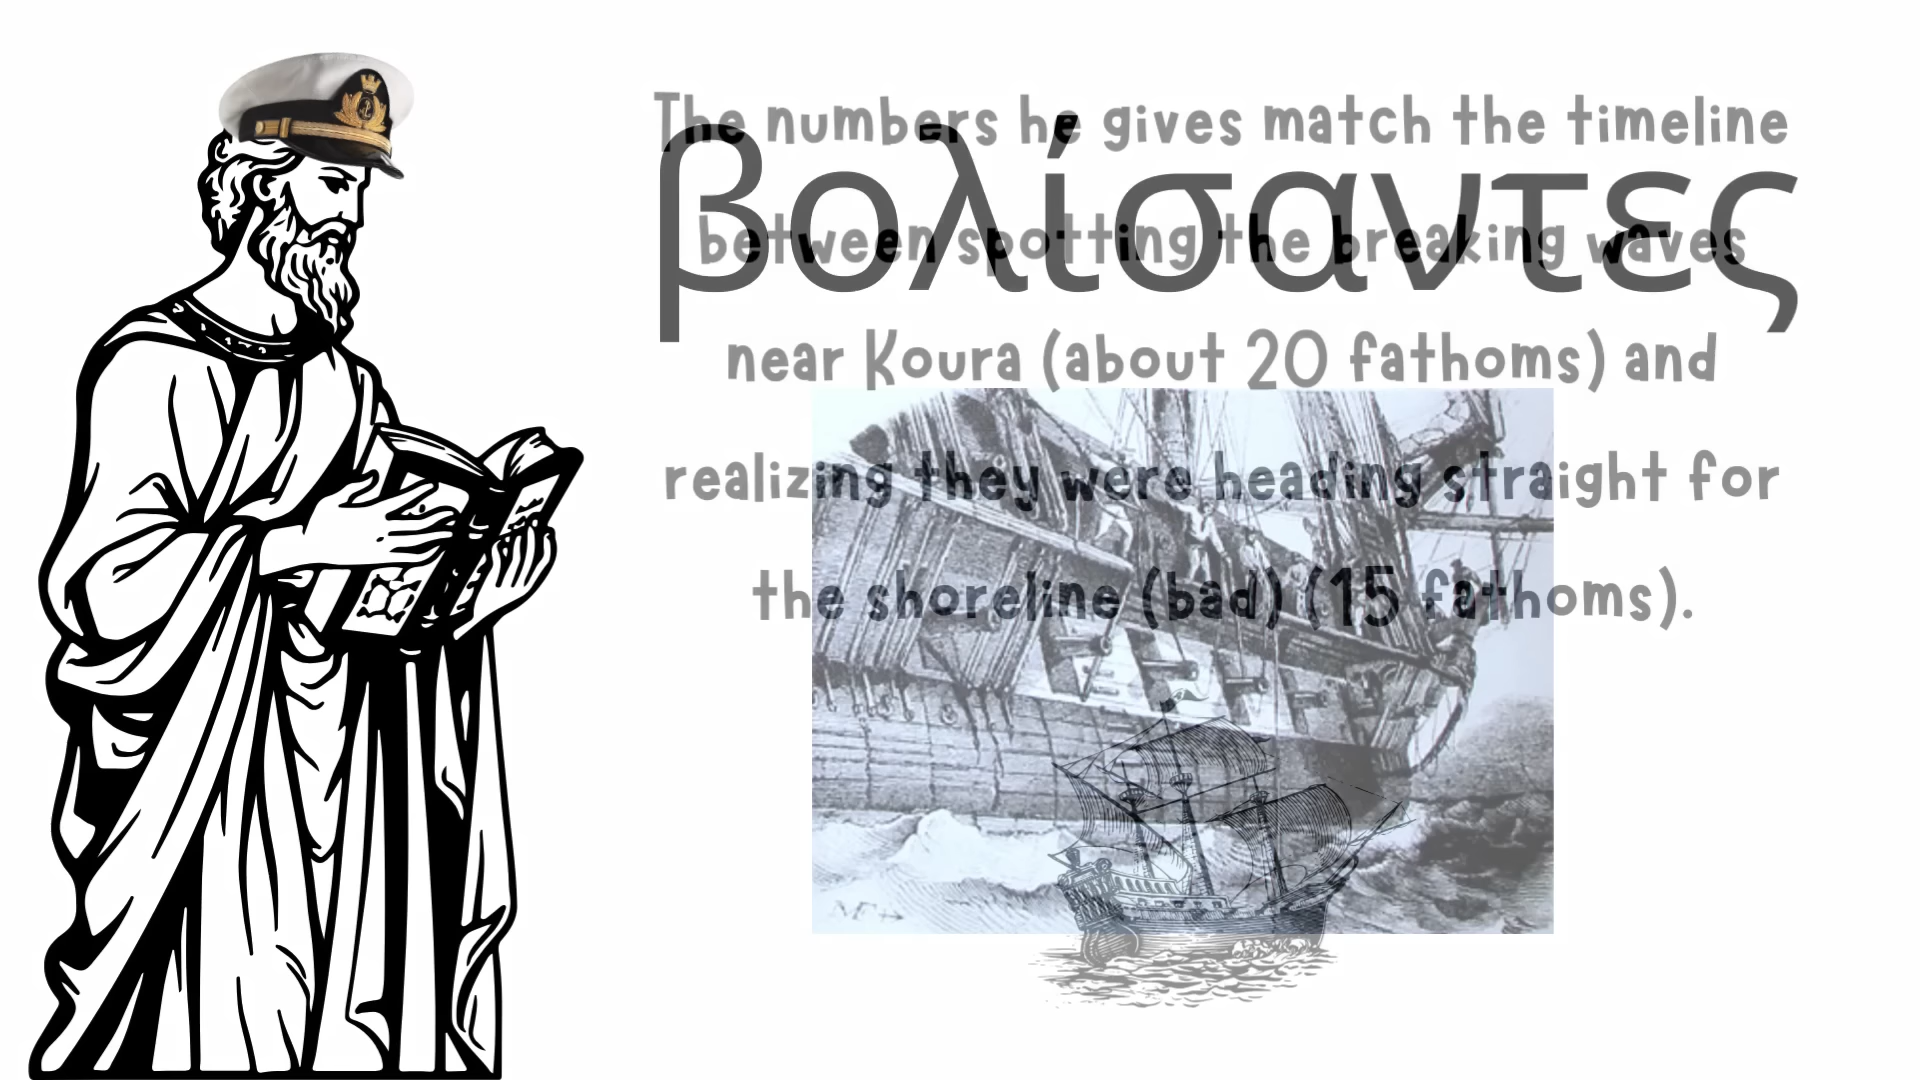 The numbers he gives match the timeline
βολίσαντες
between spotting the breaking waves
near Koura (about 20 fathoms) and
realizing they were heading straight for
the shoreline (bad) (15 fathoms).